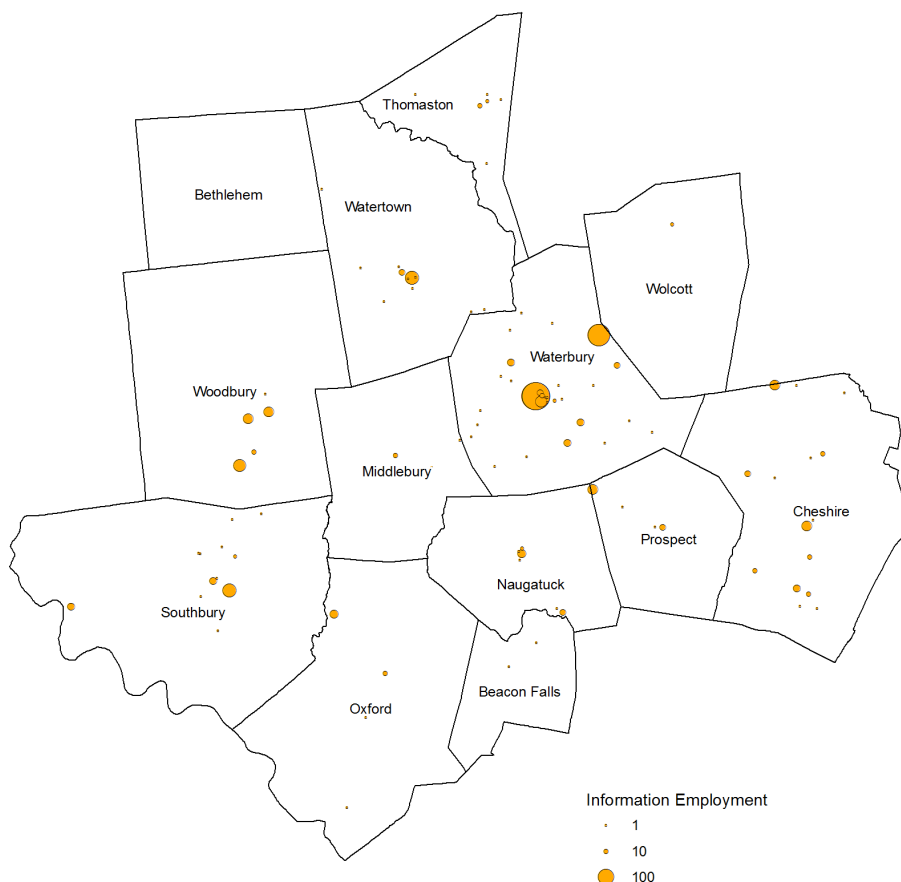 Thomaston
Bethlehem
Watertown
Wolcott
Waterbury
Woodbury
Middlebury
Cheshire
Prospect
Naugatuck
Southbury
Beacon Falls
Oxford
Information Employment
1
10
100